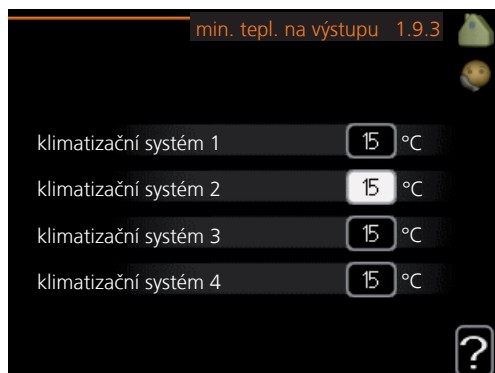 min. tepl. na výstupu 1.9.3
klimatizační systém 1 15 °C
klimatizační systém 2 15 °C
klimatizační systém 3 15 °C
klimatizační systém 4 15 °C
?